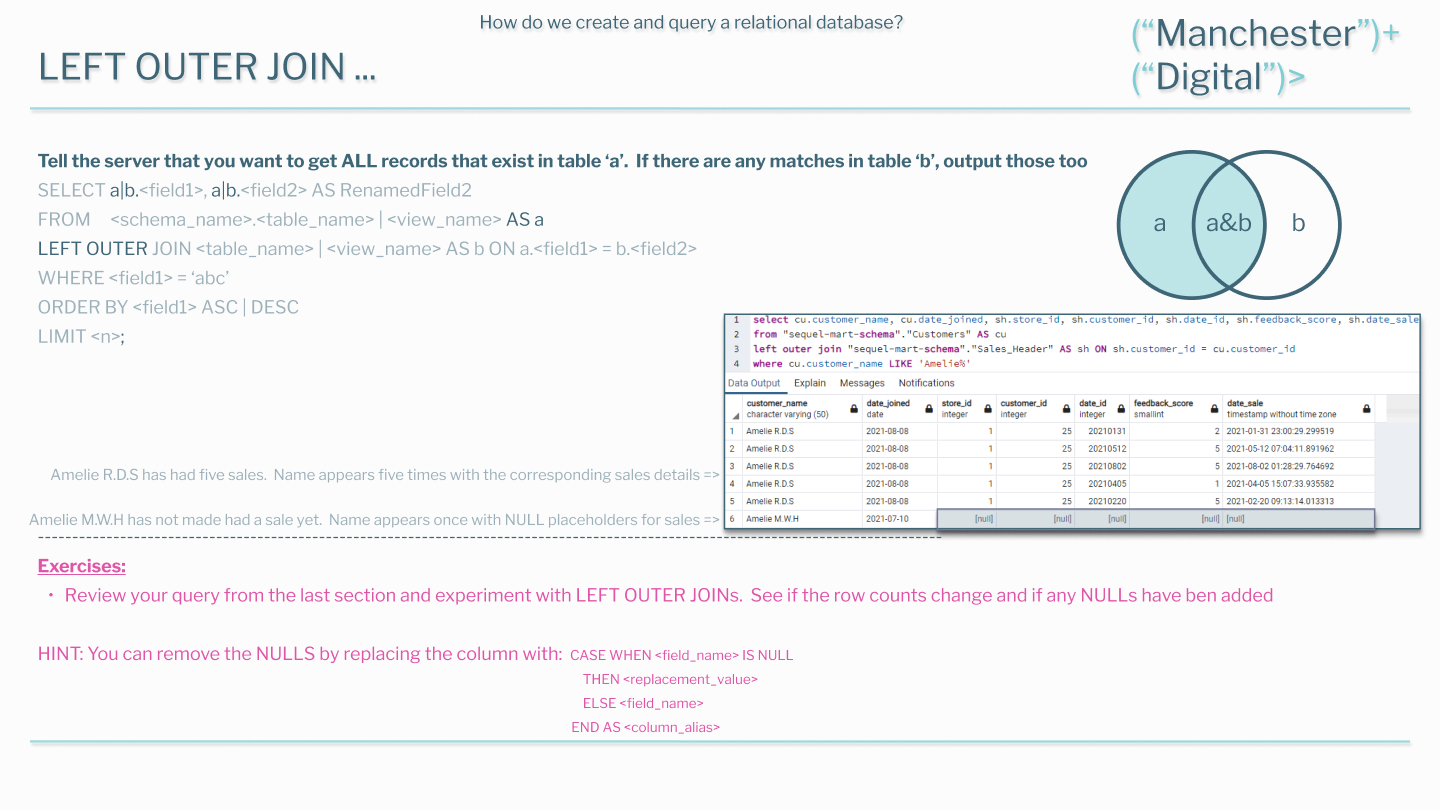 How do we create and query a relational database?
("Manchester")+
("Digital")>
LEFT OUTER JOIN ...
Tell the server that you want to get ALL records that exist in table ‘a’.  If there are any matches in table ‘b’, output those too
SELECT a|b.<field1>, a|b.<field2> AS RenamedField2
FROM    <schema_name>.<table_name> | <view_name> AS a
LEFT OUTER JOIN <table_name> | <view_name> AS b ON a.<field1> = b.<field2>
WHERE <field1> = ‘abc’
ORDER BY <field1> ASC | DESC
LIMIT <n>;
a a&b b
1 select cu.customer_name, cu.date_joined, sh.store_id, sh.customer_id, sh.date_id, sh.feedback_score, sh.date_sale
2 from "sequel-mart-schema"."Customers" AS cu
3 left outer join "sequel-mart-schema"."Sales_Header" AS sh ON sh.customer_id = cu.customer_id
4 where cu.customer_name LIKE 'Amelie%'
Data Output Explain Messages Notifications
customer_name date_joined store_id customer_id date_id feedback_score date_sale
character varying (50) date integer integer integer smallint timestamp without time zone
1 Amelie R.D.S 2021-08-08 1 25 20210131 2 2021-01-31 23:00:29.299519
2 Amelie R.D.S 2021-08-08 1 25 20210512 5 2021-05-12 07:04:11.891962
3 Amelie R.D.S 2021-08-08 1 25 20210802 5 2021-08-02 01:28:29.764692
4 Amelie R.D.S 2021-08-08 1 25 20210405 1 2021-04-05 15:07:33.935582
5 Amelie R.D.S 2021-08-08 1 25 20210220 5 2021-02-20 09:13:14.013313
6 Amelie M.W.H 2021-07-10 [null] [null] [null] [null] [null]
Amelie R.D.S has had five sales.  Name appears five times with the corresponding sales details =>
Amelie M.W.H has not made had a sale yet.  Name appears once with NULL placeholders for sales =>
Exercises:
• Review your query from the last section and experiment with LEFT OUTER JOINs.  See if the row counts change and if any NULLs have ben added
HINT: You can remove the NULLS by replacing the column with:  CASE WHEN <field_name> IS NULL
THEN <replacement_value>
ELSE <field_name>
END AS <column_alias>